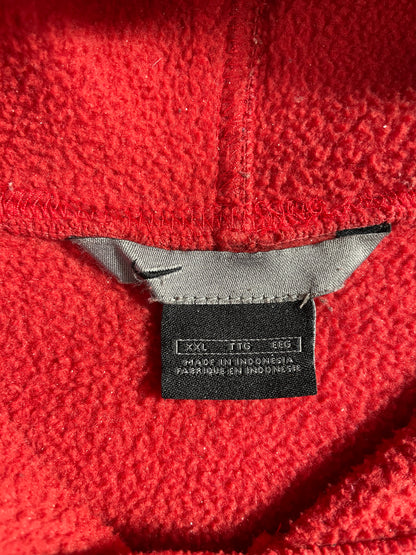 XXL TTG EEG
MADE IN INDONESIA
FABRIQUE EN INDONESIE